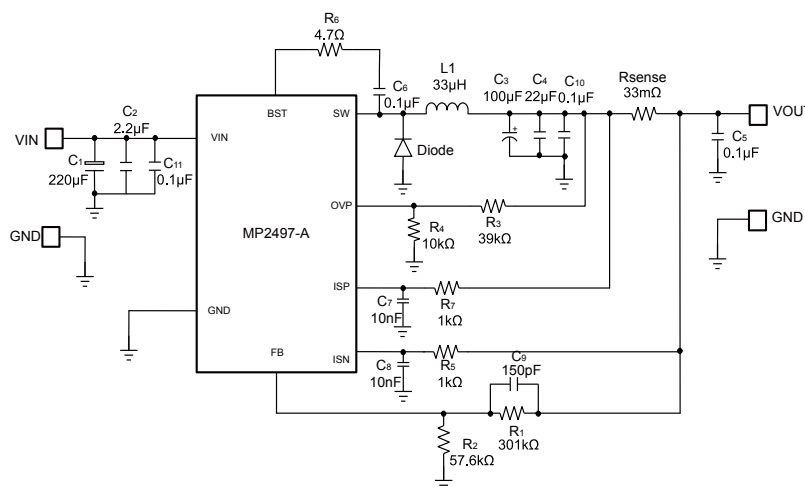 R6
4.7Ω
L1
33μH
C6
0.1μF
C3
100μF
C4
22μF
C10
0.1μF
Rsense
33mΩ
VOUT
C5
0.1μF
GND
VIN
C1
220μF
C2
2.2μF
C11
0.1μF
GND
BST
SW
VIN
OVP
MP2497-A
ISP
GND
FB
ISN
Diode
R4
10kΩ
R3
39kΩ
C7
10nF
R7
1kΩ
C8
10nF
R5
1kΩ
C9
150pF
R1
301kΩ
R2
57.6kΩ